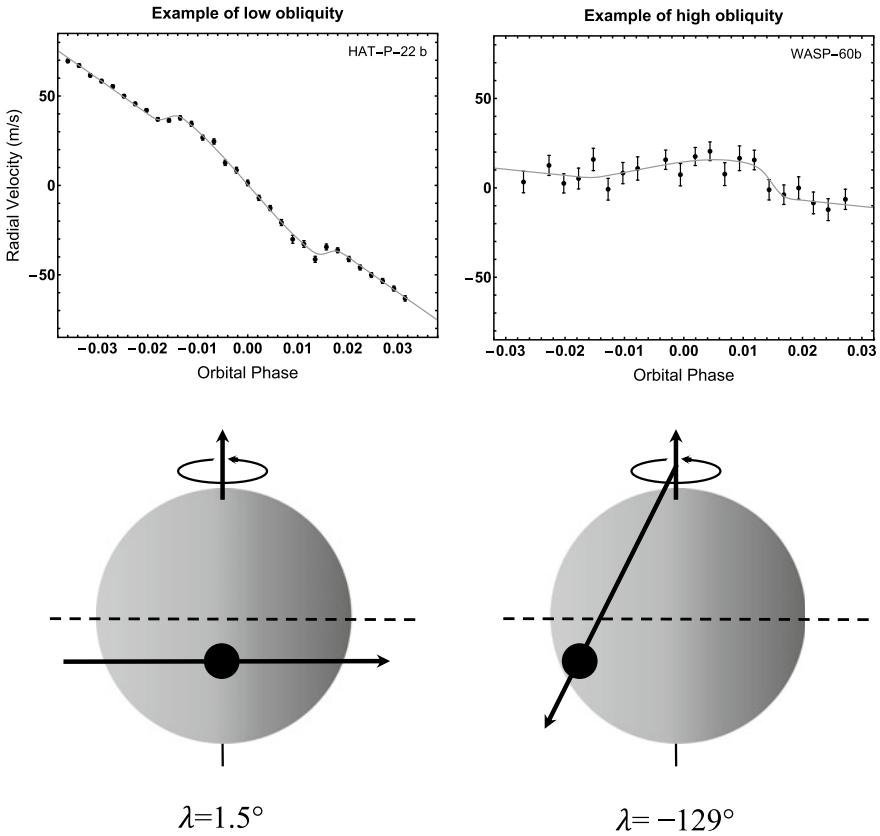 Example of low obliquity
HAT−P−22 b
50
0
−50
Radial Velocity (m/s)
−0.03 −0.02 −0.01 0.00 0.01 0.02 0.03
Orbital Phase
Example of high obliquity
WASP−60b
50
0
−50
−0.03 −0.02 −0.01 0.00 0.01 0.02 0.03
Orbital Phase
λ=1.5°
λ= −129°